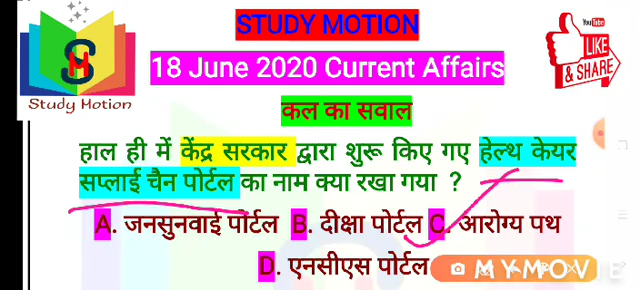 STUDY MOTION
18 June 2020 Current Affairs
YouTube
LIKE
& SHARE
SM
Study Motion
कल का सवाल
हाल ही में केंद्र सरकार द्वारा शुरू किए गए हेल्थ केयर
सप्लाई चैन पोर्टल का नाम क्या रखा गया ?
A. जनसुनवाई पोर्टल B. दीक्षा पोर्टल C. आरोग्य पथ
D. एनसीएस पोर्टल
MYMOVIE